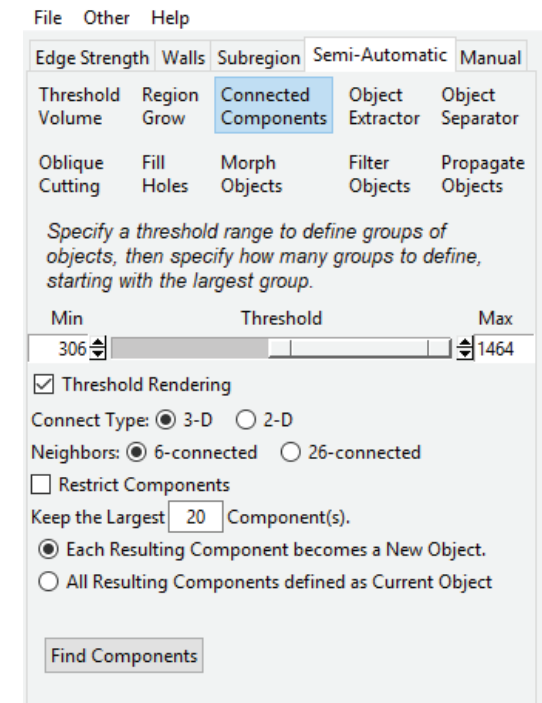 File Other Help
Edge Strength Walls Subregion Semi-Automatic Manual
Threshold Volume Region Grow Connected Components Object Extractor Object Separator
Oblique Cutting Fill Holes Morph Objects Filter Objects Propagate Objects
Specify a threshold range to define groups of
objects, then specify how many groups to define,
starting with the largest group.
Min Threshold Max
306 1464
Threshold Rendering
Connect Type: 3-D 2-D
Neighbors: 6-connected 26-connected
Restrict Components
Keep the Largest 20 Component(s).
Each Resulting Component becomes a New Object.
All Resulting Components defined as Current Object
Find Components